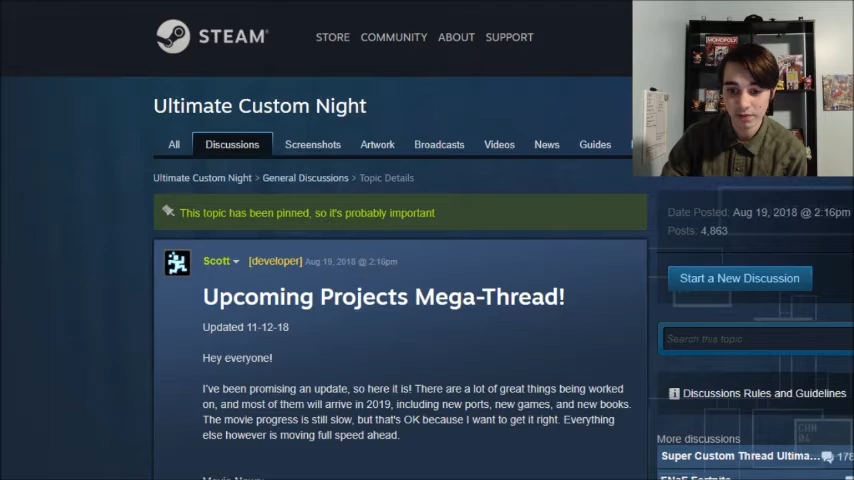 STEAM®
STORE COMMUNITY ABOUT SUPPORT
MONOPOLY
Ultimate Custom Night
All Discussions Screenshots Artwork Broadcasts Videos News Guides
Ultimate Custom Night > General Discussions > Topic Details
This topic has been pinned, so it's probably important
Date Posted: Aug 19, 2018 @ 2:16pm
Posts: 4,863
Scott [developer] Aug 19, 2018 @ 2:16pm
Upcoming Projects Mega-Thread!
Updated 11-12-18
Hey everyone!
I've been promising an update, so here it is! There are a lot of great things being worked
on, and most of them will arrive in 2019, including new ports, new games, and new books.
The movie progress is still slow, but that's OK because I want to get it right. Everything
else however is moving full speed ahead.
Start a New Discussion
Search this topic
Discussions Rules and Guidelines
More discussions
Super Custom Thread Ultima... 178